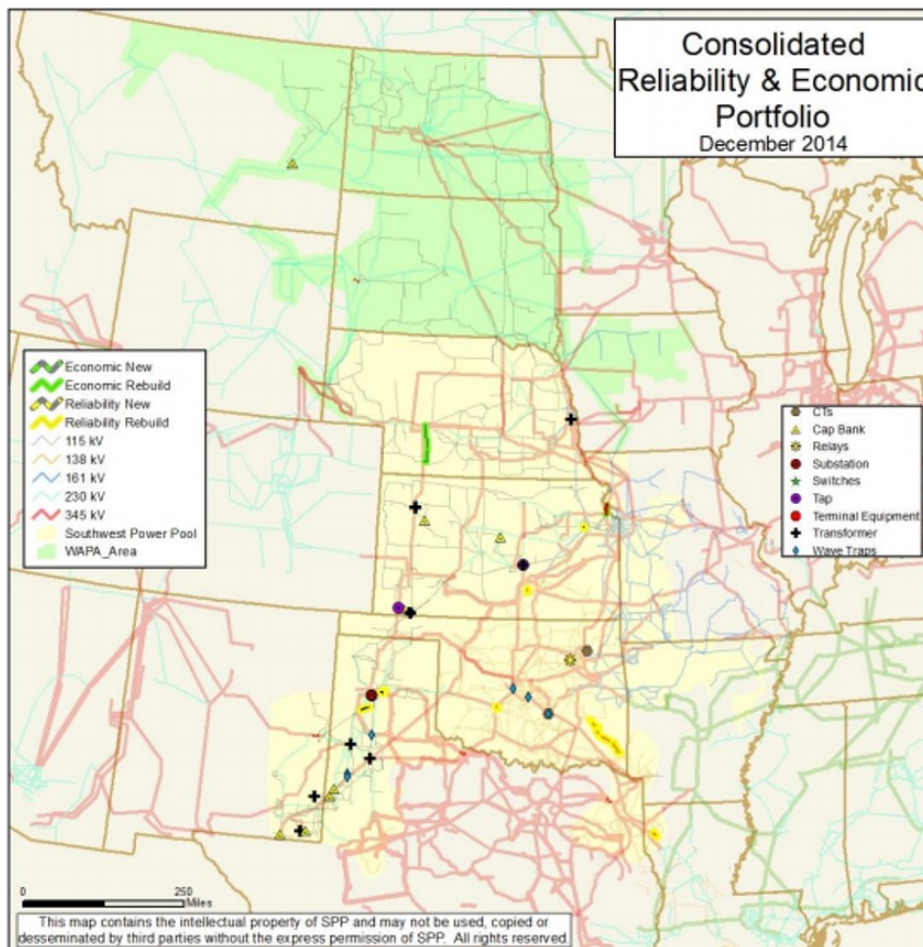 Consolidated
Reliability & Economic
Portfolio
December 2014
Economic New
Economic Rebuild
Reliability New
Reliability Rebuild
115 kV
138 kV
161 kV
230 kV
345 kV
Southwest Power Pool
WAPA_Area
CTs
Cap Bank
Relays
Substation
Switches
Tap
Terminal Equipment
Transformer
Wave Traps
0 250
Miles
This map contains the intellectual property of SPP and may not be used, copied or
desseminated by third parties without the express permission of SPP. All rights reserved.